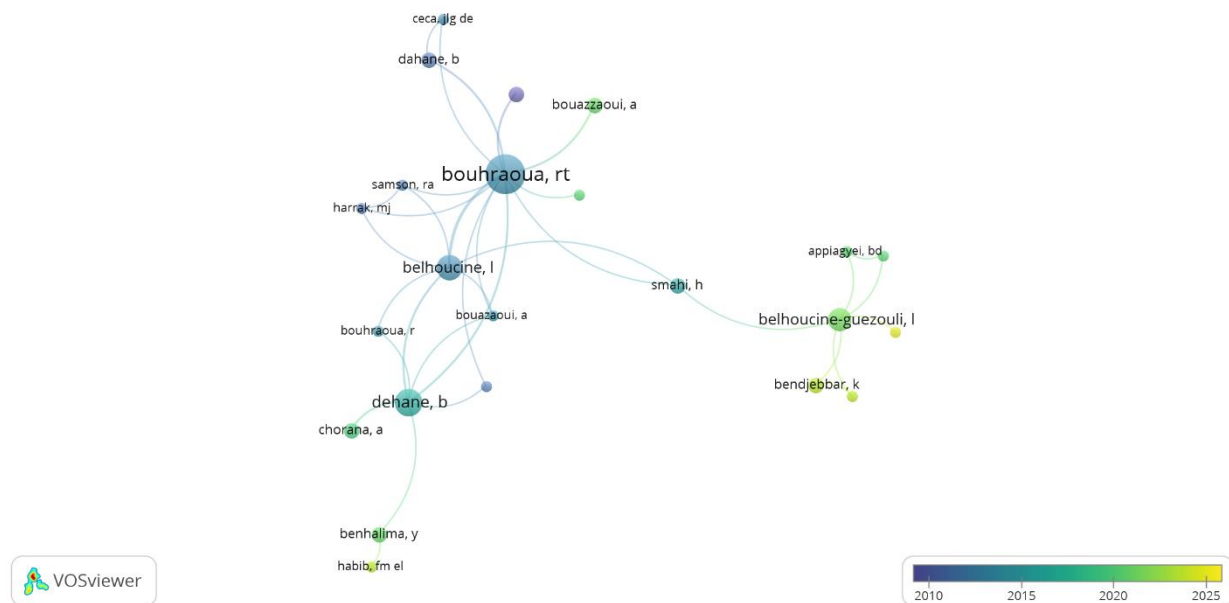 ceca, jlg de
dahane, b
bouazzaoui, a
bouhraoua, rt
samson, ra
harrak, mj
appiagyei, bd
belhoucine, l
smahi, h
bouazaoui, a
belhoucine-guezouli, l
bouhraoua, r
bendjebbar, k
dehane, b
chorana, a
benhalima, y
habib, fm el
VOSviewer
2010 2015 2020 2025